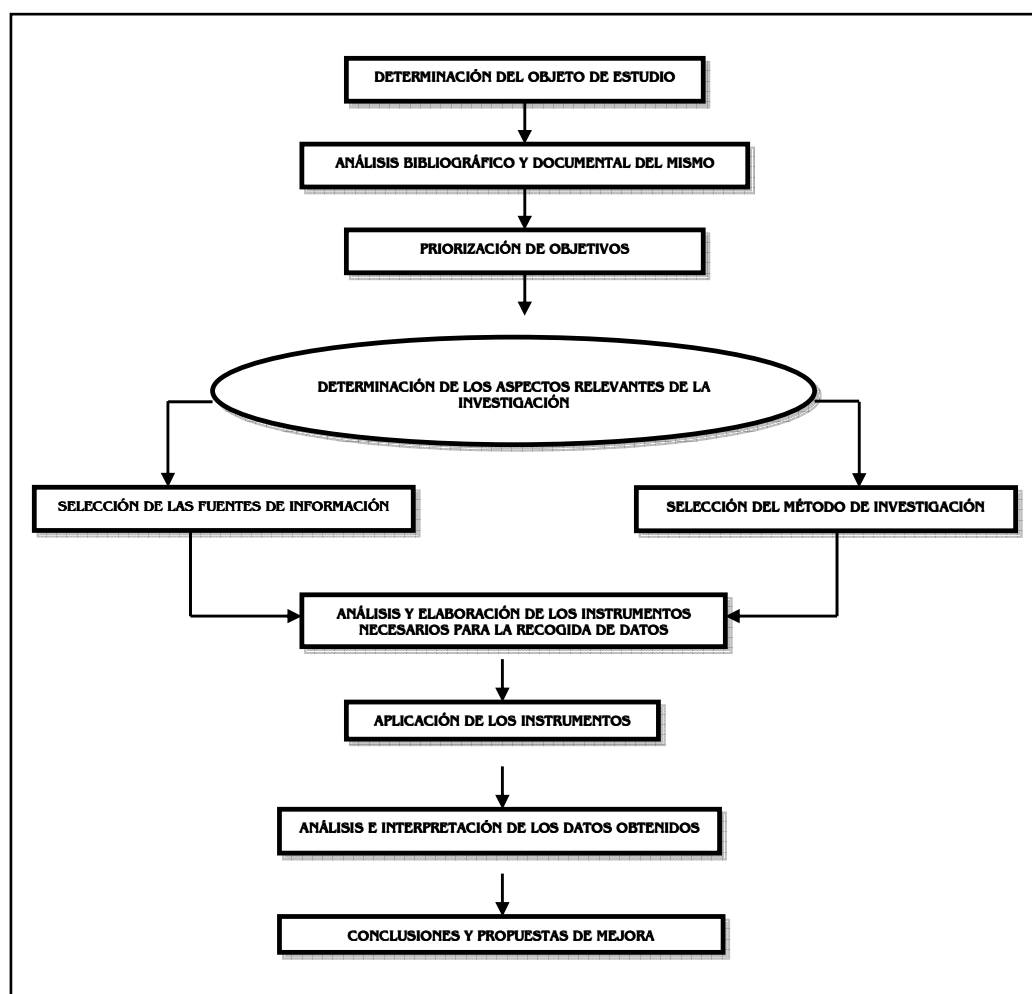 DETERMINACIÓN DEL OBJETO DE ESTUDIO
ANÁLISIS BIBLIOGRÁFICO Y DOCUMENTAL DEL MISMO
PRIORIZACIÓN DE OBJETIVOS
DETERMINACIÓN DE LOS ASPECTOS RELEVANTES DE LA
INVESTIGACIÓN
SELECCIÓN DE LAS FUENTES DE INFORMACIÓN
SELECCIÓN DEL MÉTODO DE INVESTIGACIÓN
ANÁLISIS Y ELABORACIÓN DE LOS INSTRUMENTOS
NECESARIOS PARA LA RECOGIDA DE DATOS
APLICACIÓN DE LOS INSTRUMENTOS
ANÁLISIS E INTERPRETACIÓN DE LOS DATOS OBTENIDOS
CONCLUSIONES Y PROPUESTAS DE MEJORA